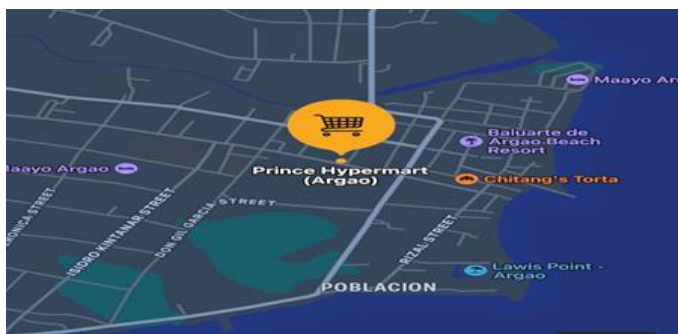 Maayo Arg
Baluarte de
Argao Beach
Resort
Prince Hypermart
(Argao)
Maayo Argao
Chitang's Torta
STREET
ISIDRO KINTANAR STREET
DON GIL GARCIA
RIZAL STREET
Lawis Point -
Argao
POBLACION